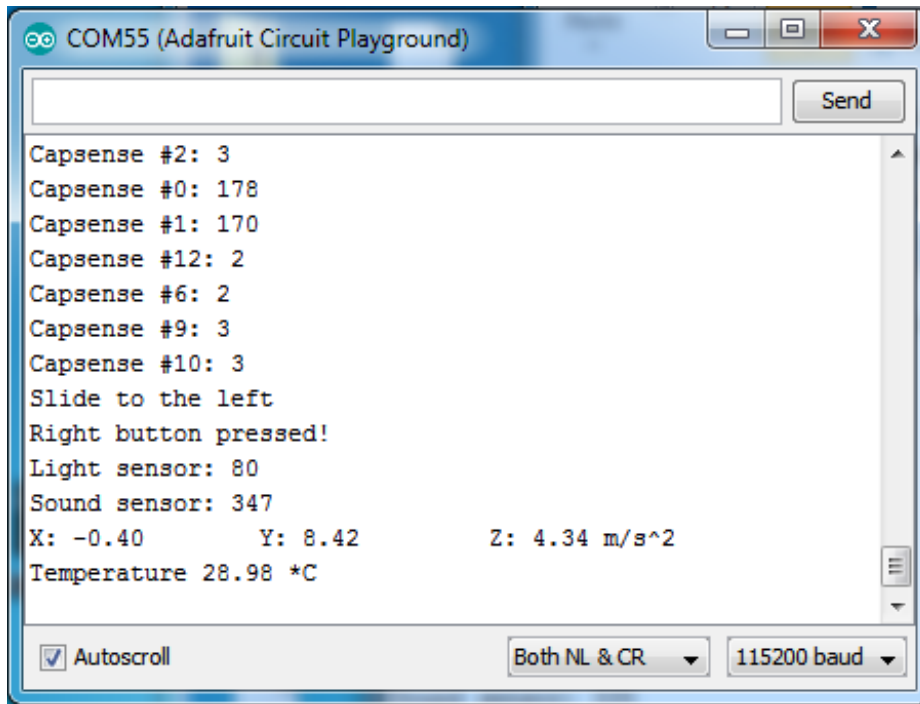 COM55 (Adafruit Circuit Playground)
Send
Capsense #2: 3
Capsense #0: 178
Capsense #1: 170
Capsense #12: 2
Capsense #6: 2
Capsense #9: 3
Capsense #10: 3
Slide to the left
Right button pressed!
Light sensor: 80
Sound sensor: 347
X: -0.40 Y: 8.42 Z: 4.34 m/s^2
Temperature 28.98 *C
Autoscroll Both NL & CR 115200 baud